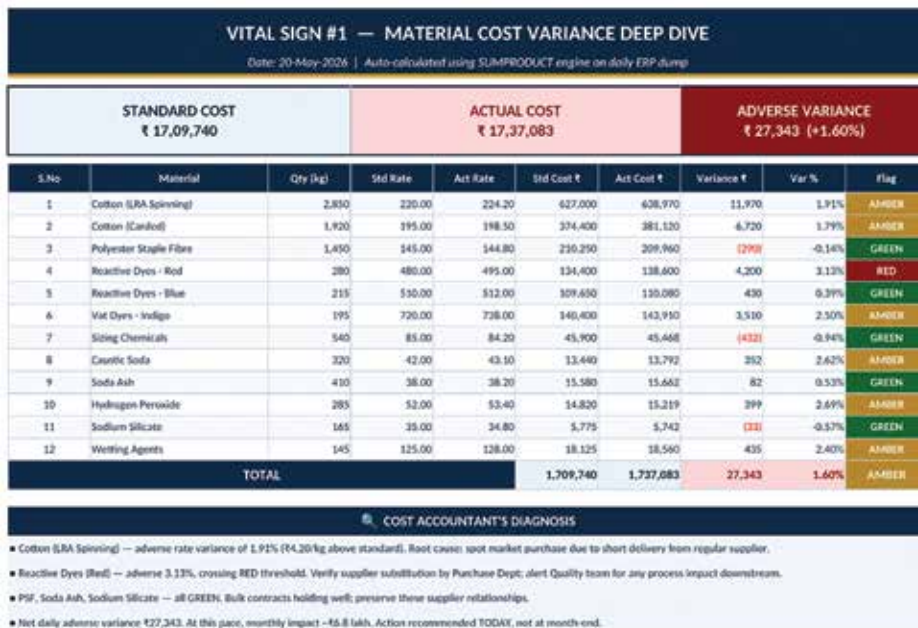 VITAL SIGN #1 — MATERIAL COST VARIANCE DEEP DIVE
Date: 20-May-2026 | Auto-calculated using SUMPRODUCT engine on daily ERP dump
STANDARD COST ACTUAL COST ADVERSE VARIANCE
₹ 17,09,740 ₹ 17,37,083 ₹ 27,343 (+1.60%)
S.No Material Qty (kg) Std Rate Act Rate Std Cost ₹ Act Cost ₹ Variance ₹ Var % Flag
1 Cotton (LRA Spinning) 2,850 220.00 224.20 627,000 638,970 11,970 1.91% AMBER
2 Cotton (Carded) 1,920 195.00 198.50 374,400 381,120 6,720 1.79% AMBER
3 Polyester Staple Fibre 1,450 145.00 144.80 210,250 209,960 (290) -0.14% GREEN
4 Reactive Dyes - Red 280 480.00 495.00 134,400 138,600 4,200 3.13% RED
5 Reactive Dyes - Blue 215 510.00 512.00 109,650 110,080 430 0.39% GREEN
6 Vat Dyes - Indigo 195 720.00 738.00 140,400 143,910 3,510 2.50% AMBER
7 Sizing Chemicals 540 85.00 84.20 45,900 45,468 (432) -0.94% GREEN
8 Caustic Soda 320 42.00 43.10 13,440 13,792 352 2.62% AMBER
9 Soda Ash 410 38.00 38.20 15,580 15,662 82 0.53% GREEN
10 Hydrogen Peroxide 285 52.00 53.40 14,820 15,219 399 2.69% AMBER
11 Sodium Silicate 165 35.00 34.80 5,775 5,742 (33) -0.57% GREEN
12 Wetting Agents 145 125.00 128.00 18,125 18,560 435 2.40% AMBER
TOTAL 1,709,740 1,737,083 27,343 1.60% AMBER
COST ACCOUNTANT'S DIAGNOSIS
▪ Cotton (LRA Spinning) — adverse rate variance of 1.91% (₹4.20/kg above standard). Root cause: spot market purchase due to short delivery from regular supplier.
▪ Reactive Dyes (Red) — adverse 3.13%, crossing RED threshold. Verify supplier substitution by Purchase Dept; alert Quality team for any process impact downstream.
▪ PSF, Soda Ash, Sodium Silicate — all GREEN. Bulk contracts holding well; preserve these supplier relationships.
▪ Net daily adverse variance ₹27,343. At this pace, monthly impact ~₹6.8 lakh. Action recommended TODAY, not at month-end.